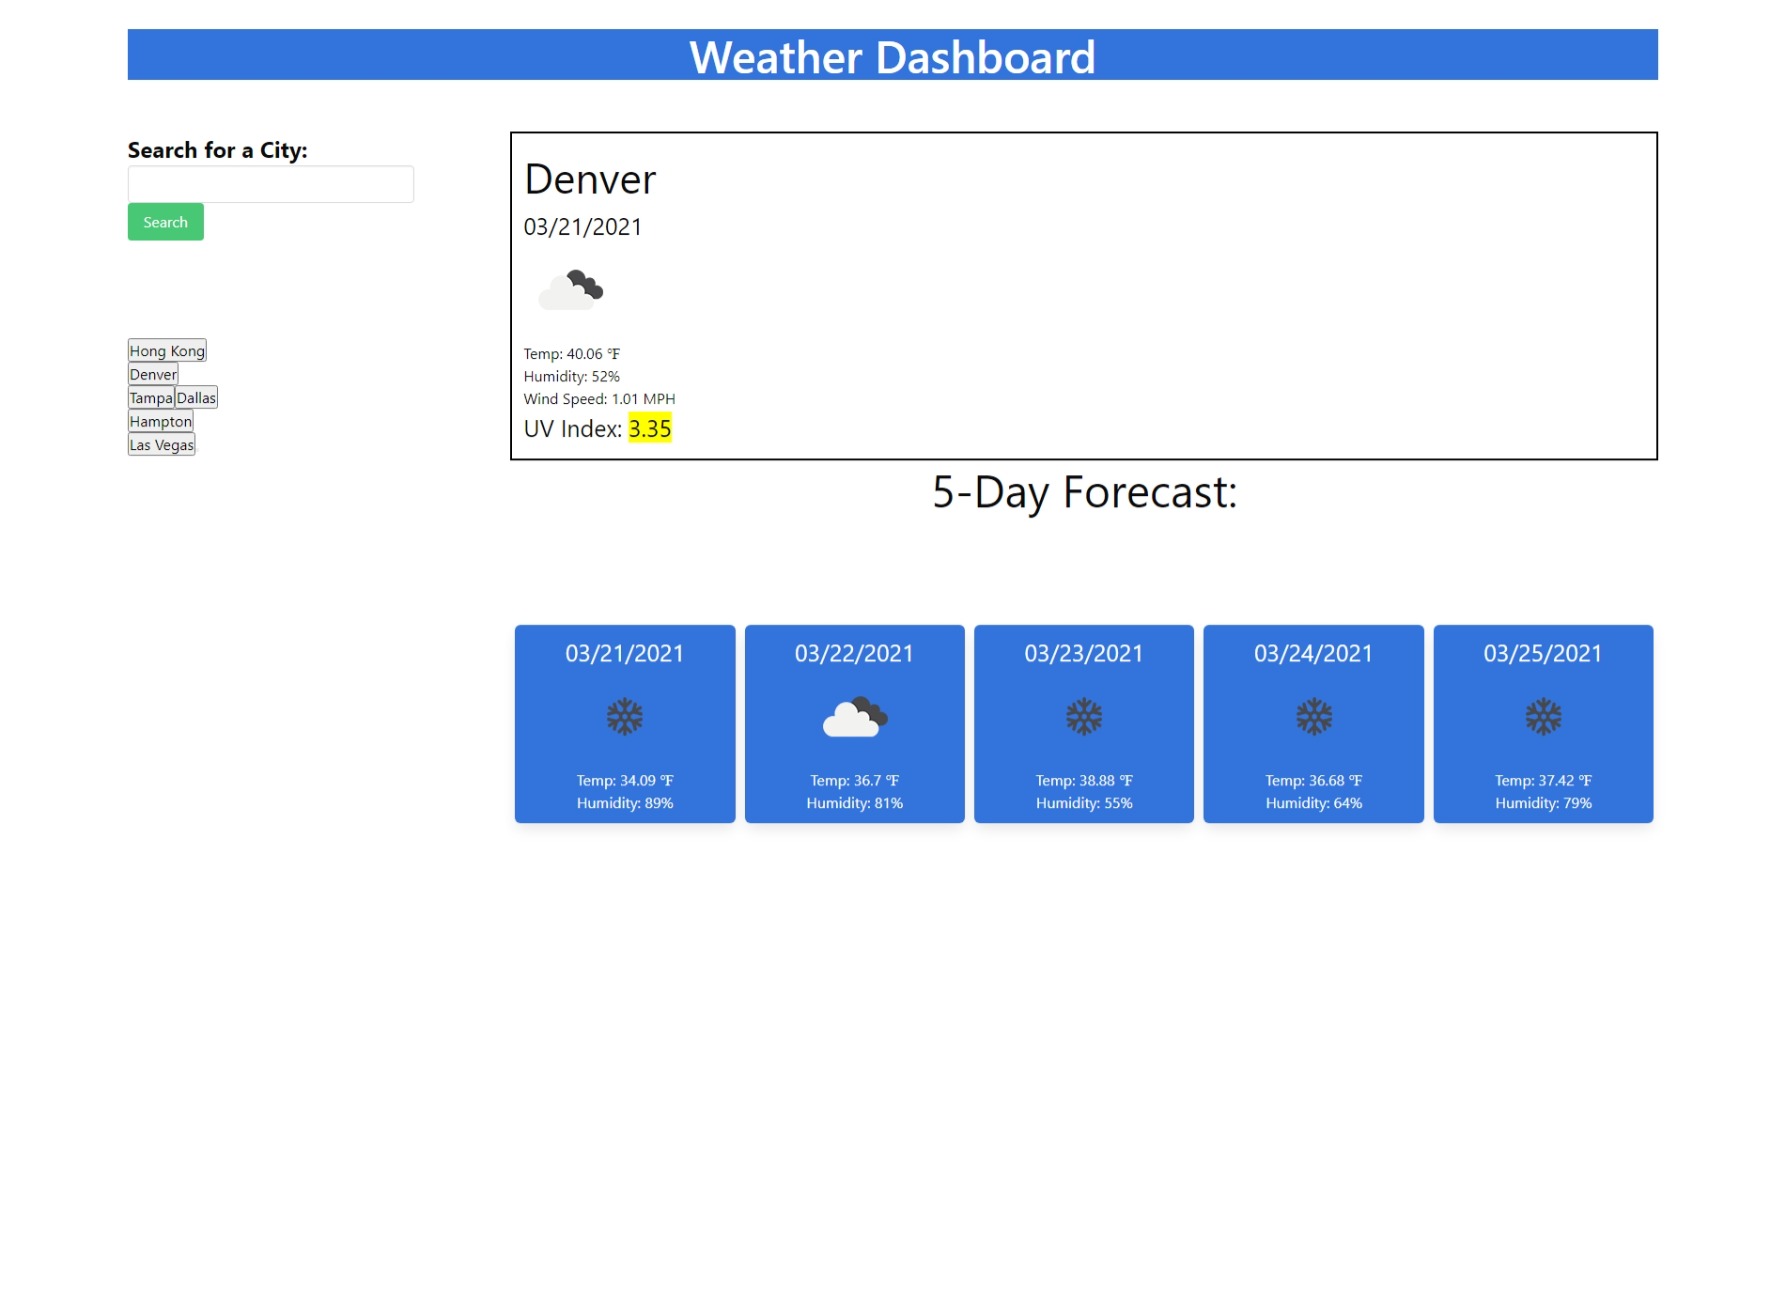 Weather Dashboard
Search for a City:
Search
Hong Kong
Denver
Tampa Dallas
Hampton
Las Vegas
Denver
03/21/2021
Temp: 40.06 °F
Humidity: 52%
Wind Speed: 1.01 MPH
UV Index: 3.35
5-Day Forecast:
03/21/2021
Temp: 34.09 °F
Humidity: 89%
03/22/2021
Temp: 36.7 °F
Humidity: 81%
03/23/2021
Temp: 38.88 °F
Humidity: 55%
03/24/2021
Temp: 36.68 °F
Humidity: 64%
03/25/2021
Temp: 37.42 °F
Humidity: 79%